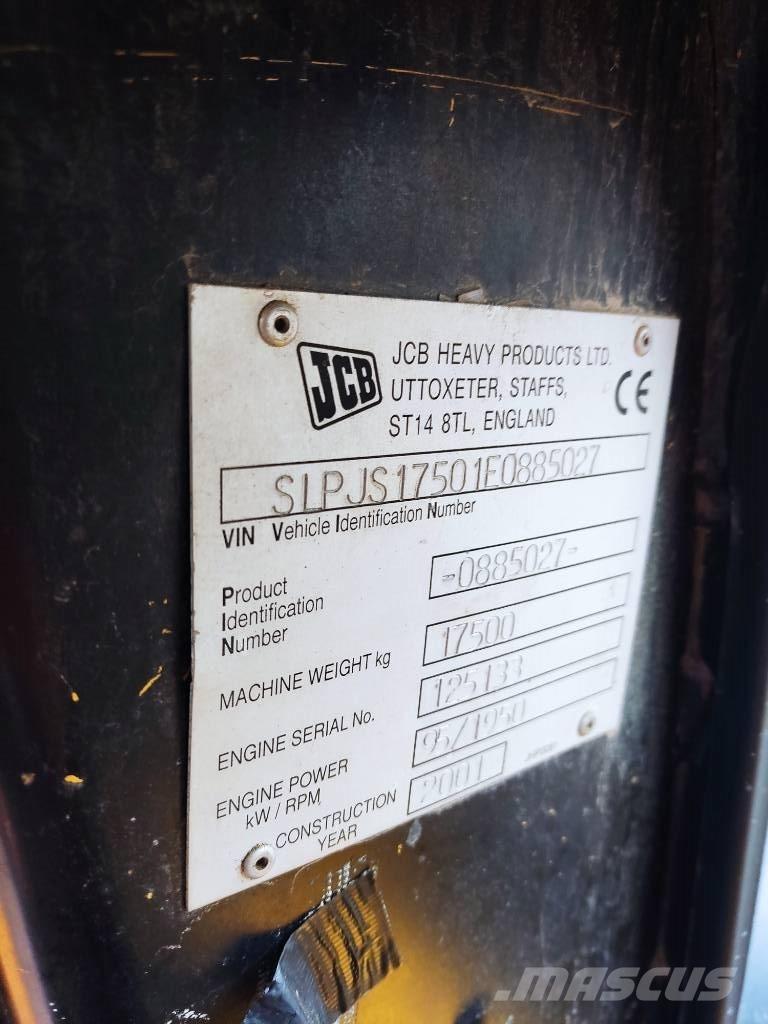 JCB
JCB HEAVY PRODUCTS LTD.
UTTOXETER, STAFFS,
ST14 8TL, ENGLAND
CE
SLPJS17501E0885027
VIN Vehicle Identification Number
Product
Identification
Number
-0885027-
MACHINE WEIGHT kg
17500
ENGINE SERIAL No.
125133
ENGINE POWER
kW / RPM
95/1950
CONSTRUCTION
YEAR
2001
MASCUS